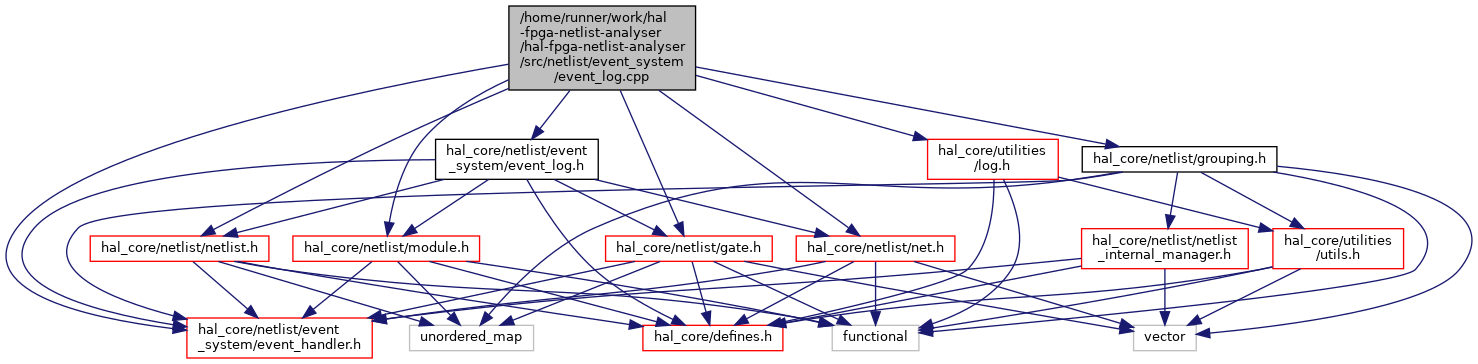 /home/runner/work/hal
-fpga-netlist-analyser
/hal-fpga-netlist-analyser
/src/netlist/event_system
/event_log.cpp
hal_core/netlist/event
_system/event_log.h
hal_core/utilities
/log.h
hal_core/netlist/grouping.h
hal_core/netlist/netlist.h
hal_core/netlist/module.h
hal_core/netlist/gate.h
hal_core/netlist/net.h
hal_core/netlist/netlist
_internal_manager.h
hal_core/utilities
/utils.h
hal_core/netlist/event
_system/event_handler.h
unordered_map
hal_core/defines.h
functional
vector